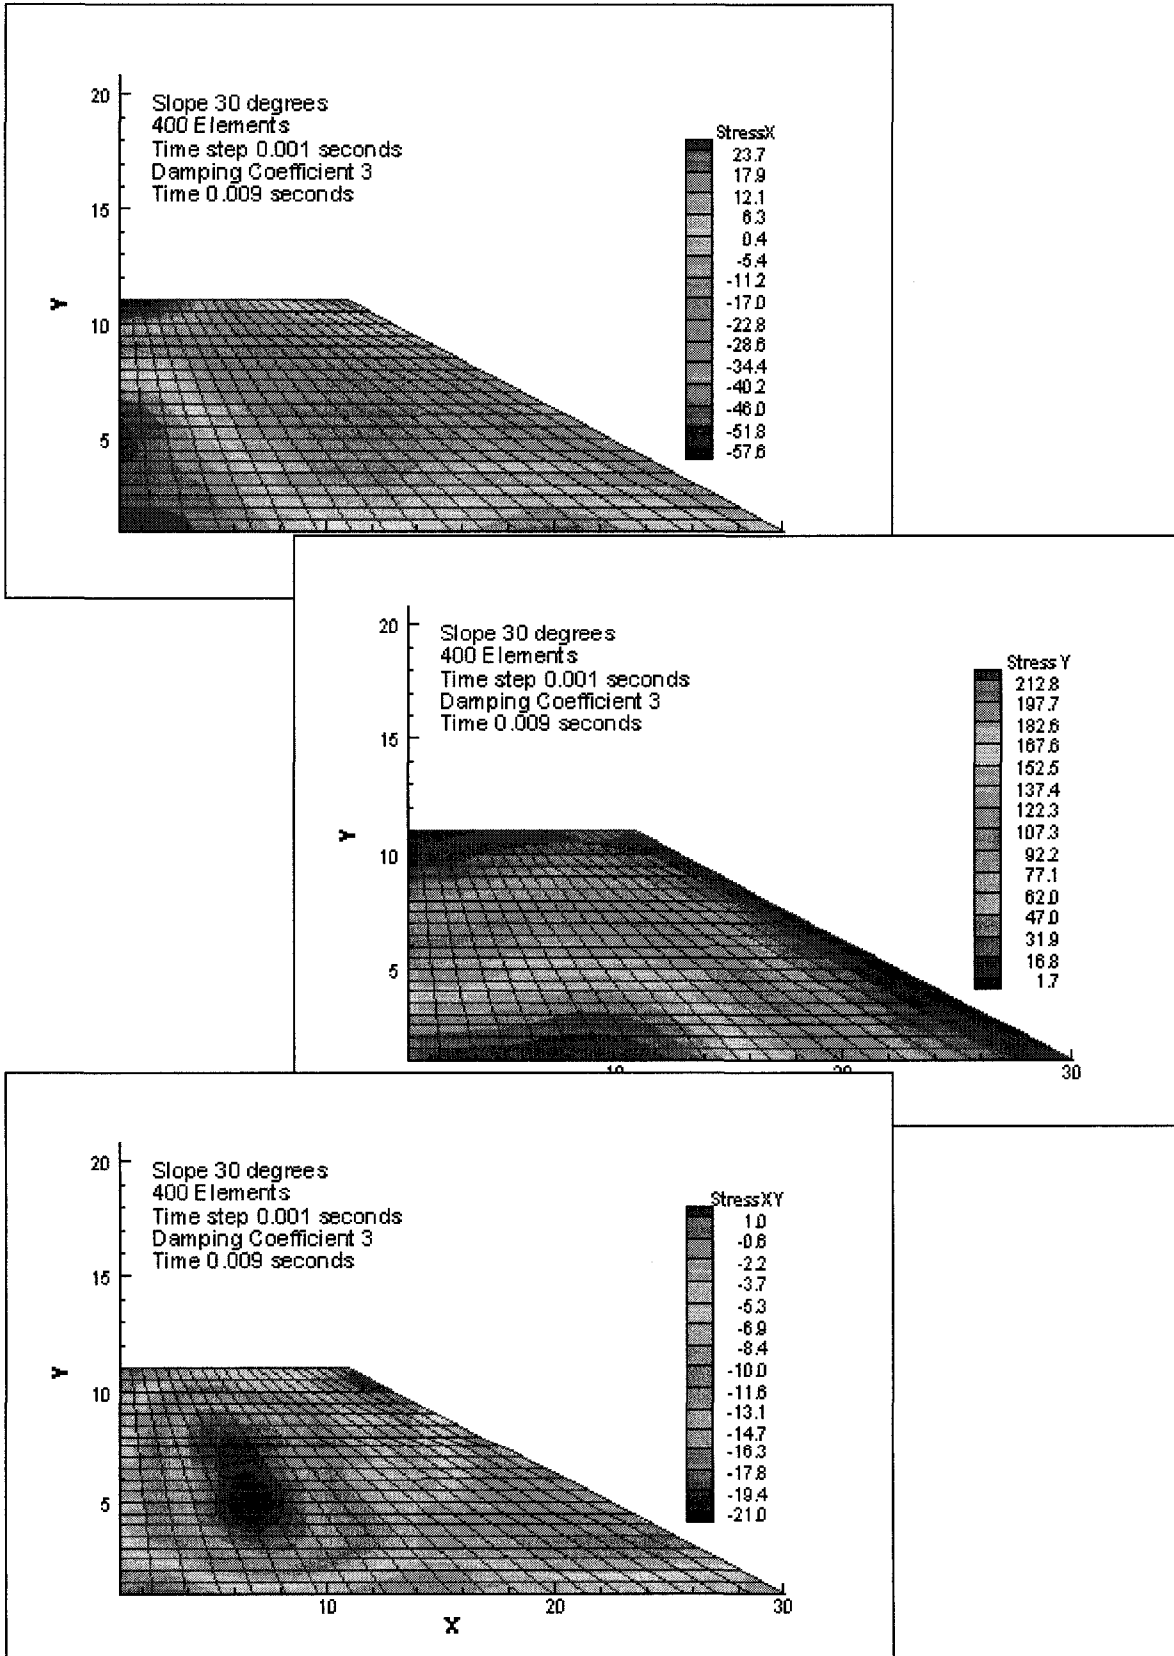 20
Slope 30 degrees
400 Elements
Time step 0.001 seconds
Damping Coefficient 3
Time 0.009 seconds
15
Y
10
5
StressX
23.7
17.9
12.1
6.3
0.4
-5.4
-11.2
-17.0
-22.8
-28.6
-34.4
-40.2
-46.0
-51.8
-57.6
20
Slope 30 degrees
400 Elements
Time step 0.001 seconds
Damping Coefficient 3
Time 0.009 seconds
15
Y
10
5
Stress Y
212.8
197.7
182.6
167.6
152.5
137.4
122.3
107.3
92.2
77.1
62.0
47.0
31.9
16.8
1.7
10
20
30
20
Slope 30 degrees
400 Elements
Time step 0.001 seconds
Damping Coefficient 3
Time 0.009 seconds
15
Y
10
5
StressXY
1.0
-0.6
-2.2
-3.7
-5.3
-6.9
-8.4
-10.0
-11.6
-13.1
-14.7
-16.3
-17.8
-19.4
-21.0
10
20
30
X